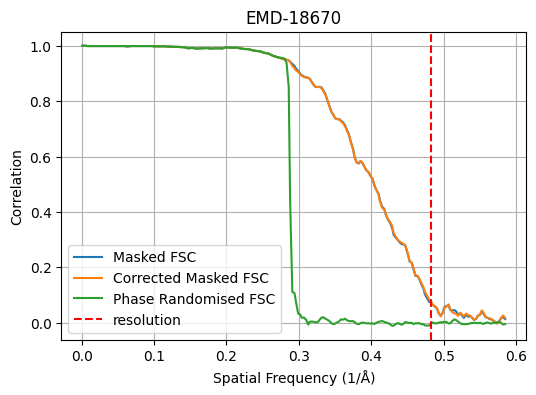 EMD-18670
Correlation
1.0
0.8
0.6
0.4
0.2
0.0
Masked FSC
Corrected Masked FSC
Phase Randomised FSC
resolution
0.0 0.1 0.2 0.3 0.4 0.5 0.6
Spatial Frequency (1/Å)